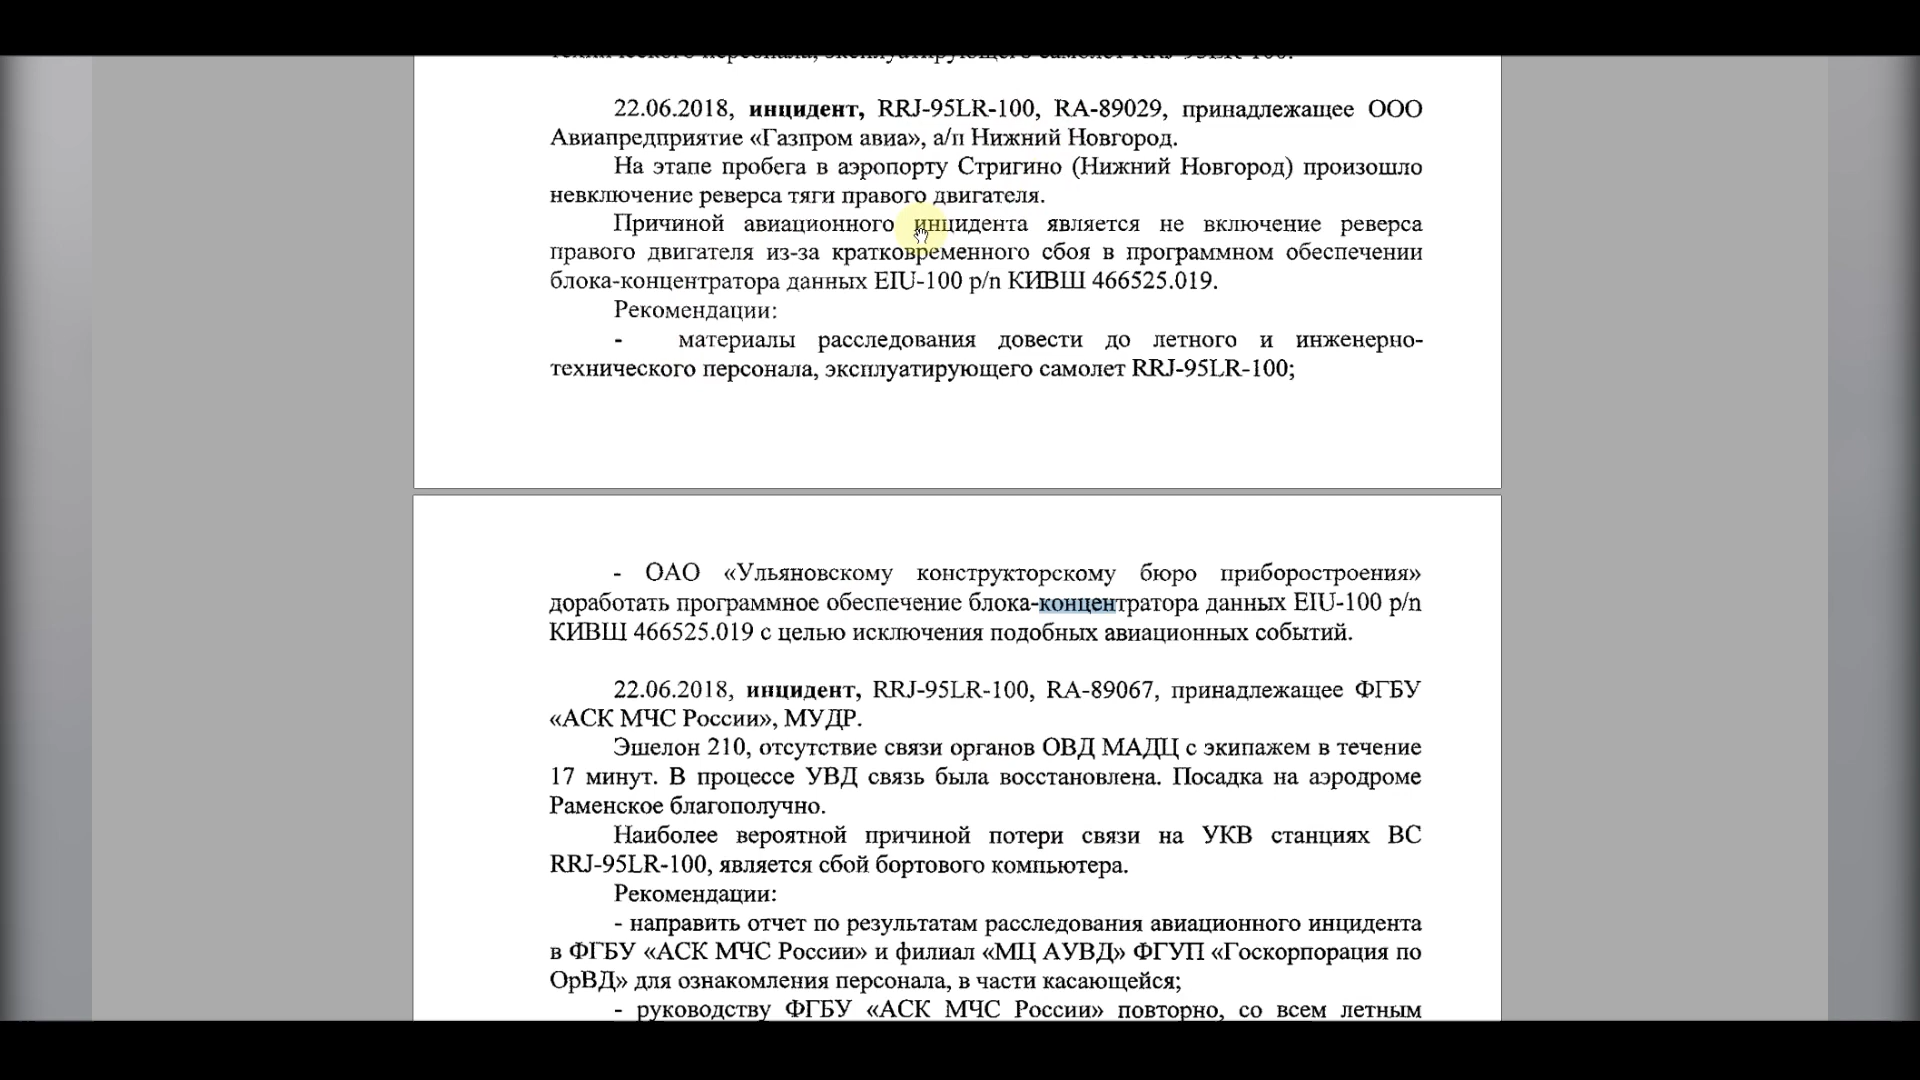 технического персонала, эксплуатирующего самолет RRJ-95LR-100.
22.06.2018, инцидент, RRJ-95LR-100, RA-89029, принадлежащее ООО
Авиапредприятие «Газпром авиа», а/п Нижний Новгород.
На этапе пробега в аэропорту Стригино (Нижний Новгород) произошло
невключение реверса тяги правого двигателя.
Причиной авиационного инцидента является не включение реверса
правого двигателя из-за кратковременного сбоя в программном обеспечении
блока-концентратора данных EIU-100 p/n КИВШ 466525.019.
Рекомендации:
- материалы расследования довести до летного и инженерно-
технического персонала, эксплуатирующего самолет RRJ-95LR-100;
- ОАО «Ульяновскому конструкторскому бюро приборостроения»
доработать программное обеспечение блока-концентратора данных EIU-100 p/n
КИВШ 466525.019 с целью исключения подобных авиационных событий.
22.06.2018, инцидент, RRJ-95LR-100, RA-89067, принадлежащее ФГБУ
«АСК МЧС России», МУДР.
Эшелон 210, отсутствие связи органов ОВД МАДЦ с экипажем в течение
17 минут. В процессе УВД связь была восстановлена. Посадка на аэродроме
Раменское благополучно.
Наиболее вероятной причиной потери связи на УКВ станциях ВС
RRJ-95LR-100, является сбой бортового компьютера.
Рекомендации:
- направить отчет по результатам расследования авиационного инцидента
в ФГБУ «АСК МЧС России» и филиал «МЦ АУВД» ФГУП «Госкорпорация по
ОрВД» для ознакомления персонала, в части касающейся;
- руководству ФГБУ «АСК МЧС России» повторно, со всем летным